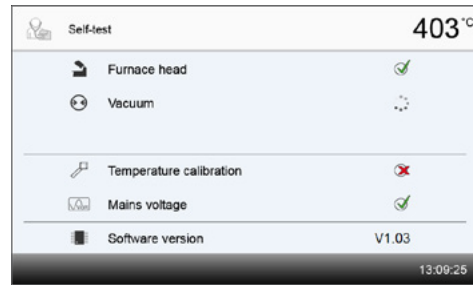 Self-test 403°C
Furnace head
Vacuum
Temperature calibration
Mains voltage
Software version V1.03
13:09:25